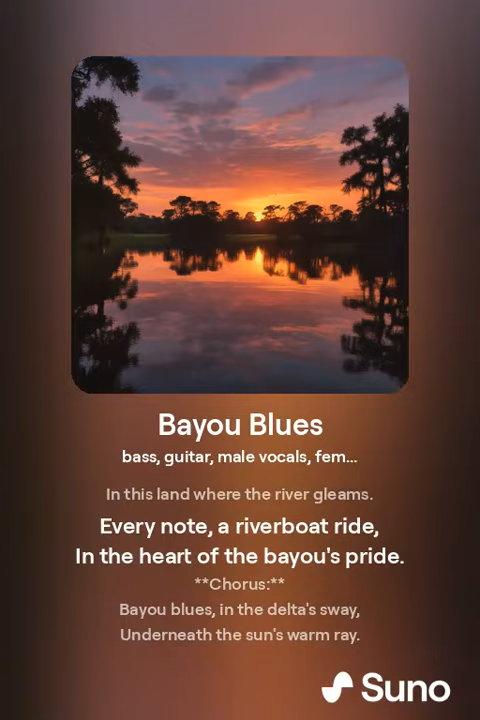 Bayou Blues
bass, guitar, male vocals, fem...
In this land where the river gleams.
Every note, a riverboat ride,
In the heart of the bayou's pride.
**Chorus:**
Bayou blues, in the delta's sway,
Underneath the sun's warm ray.
Suno